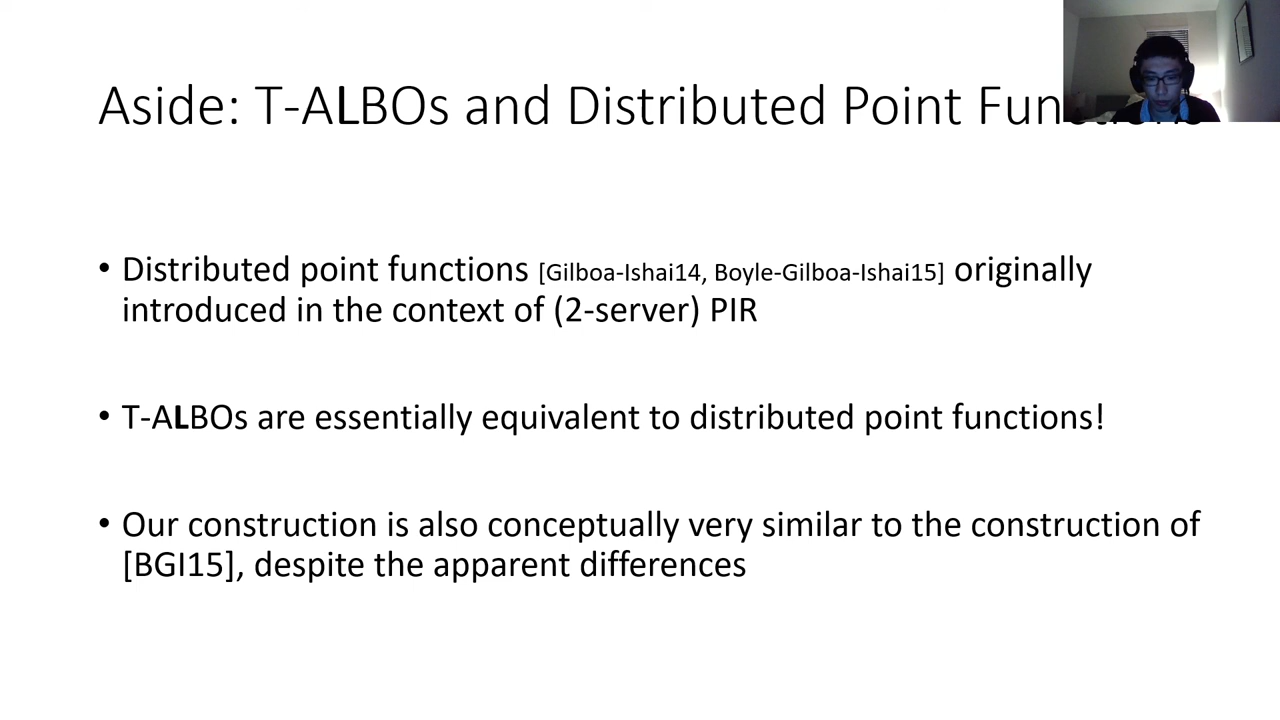 Aside: T-ALBOs and Distributed Point
• Distributed point functions [Gilboa-Ishai14, Boyle-Gilboa-Ishai15] originally
introduced in the context of (2-server) PIR
• T-ALBOs are essentially equivalent to distributed point functions!
• Our construction is also conceptually very similar to the construction of
[BGI15], despite the apparent differences